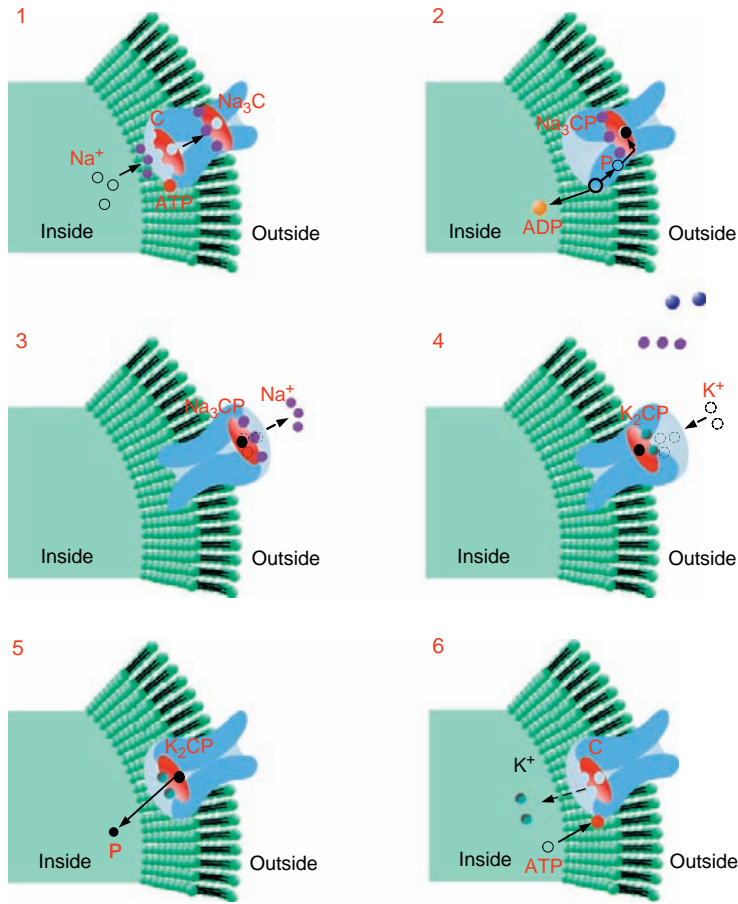 1
C
Na₃C
Na⁺
ATP
Inside
Outside
2
Na₃CP
P
ADP
Inside
Outside
3
Na₃CP
Na⁺
Inside
Outside
4
K⁺
K₂CP
Inside
Outside
5
K₂CP
P
Inside
Outside
6
C
K⁺
ATP
Inside
Outside